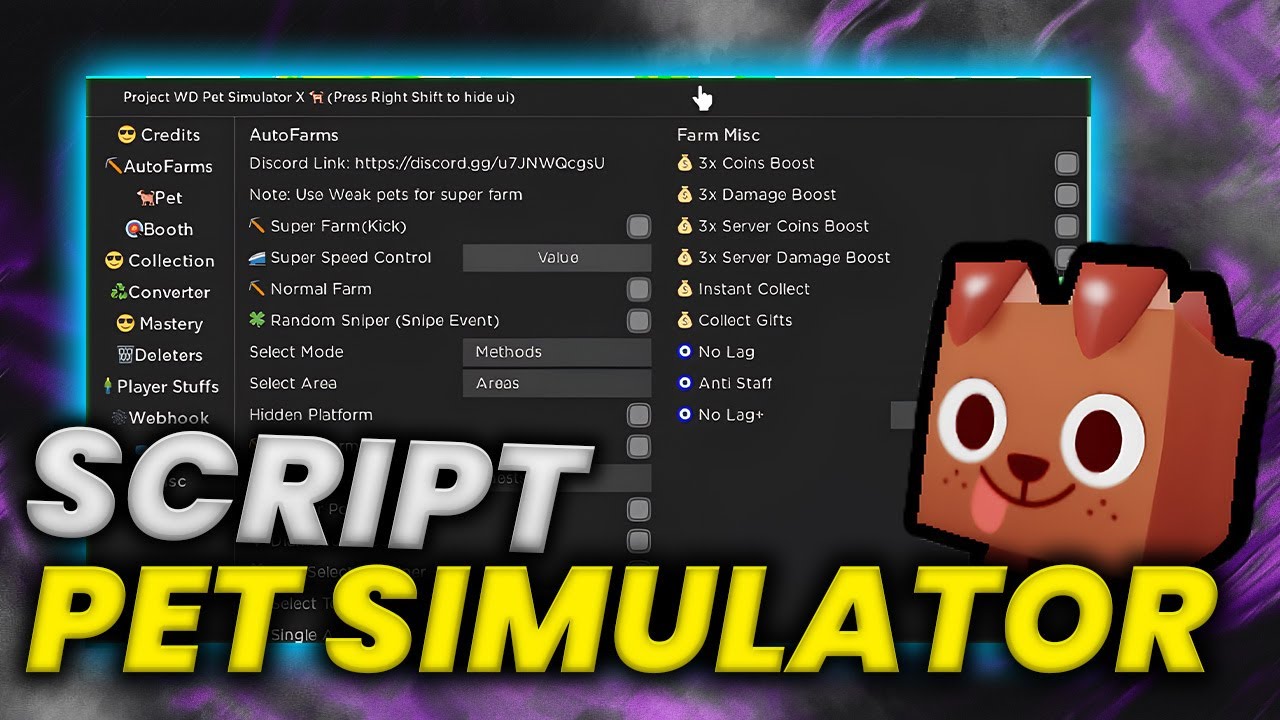 Project WD Pet Simulator X 🐕 (Press Right Shift to hide ui)
😎 Credits
⛏️AutoFarms
🐕Pet
🎯Booth
😎 Collection
☘️Converter
😎 Mastery
Deleters
Player Stuffs
Webhook
AutoFarms
Discord Link: https://discord.gg/u7JNWQcgsU
Note: Use Weak pets for super farm
⛏️ Super Farm(Kick)
🚄 Super Speed Control Value
⛏️ Normal Farm
🍀 Random Sniper (Snipe Event)
Select Mode Methods
Select Area Areas
Hidden Platform
Single
Farm Misc
💰 3x Coins Boost
💰 3x Damage Boost
💰 3x Server Coins Boost
💰 3x Server Damage Boost
💰 Instant Collect
💰 Collect Gifts
🧿 No Lag
🧿 Anti Staff
🧿 No Lag+
SCRIPT
PET SIMULATOR